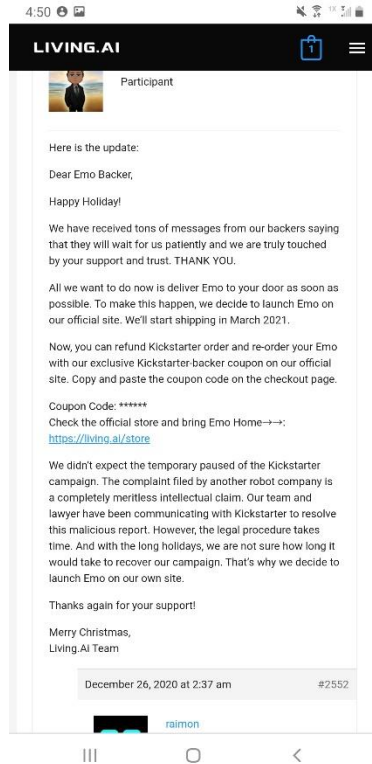 4:50
LIVING.AI
1
Participant
Here is the update:
Dear Emo Backer,
Happy Holiday!
We have received tons of messages from our backers saying
that they will wait for us patiently and we are truly touched
by your support and trust. THANK YOU.
All we want to do now is deliver Emo to your door as soon as
possible. To make this happen, we decide to launch Emo on
our official site. We'll start shipping in March 2021.
Now, you can refund Kickstarter order and re-order your Emo
with our exclusive Kickstarter-backer coupon on our official
site. Copy and paste the coupon code on the checkout page.
Coupon Code: ******
Check the official store and bring Emo Home→→:
https://living.ai/store
We didn't expect the temporary paused of the Kickstarter
campaign. The complaint filed by another robot company is
a completely meritless intellectual claim. Our team and
lawyer have been communicating with Kickstarter to resolve
this malicious report. However, the legal procedure takes
time. And with the long holidays, we are not sure how long it
would take to recover our campaign. That's why we decide to
launch Emo on our own site.
Thanks again for your support!
Merry Christmas,
Living.Ai Team
December 26, 2020 at 2:37 am #2552
raimon